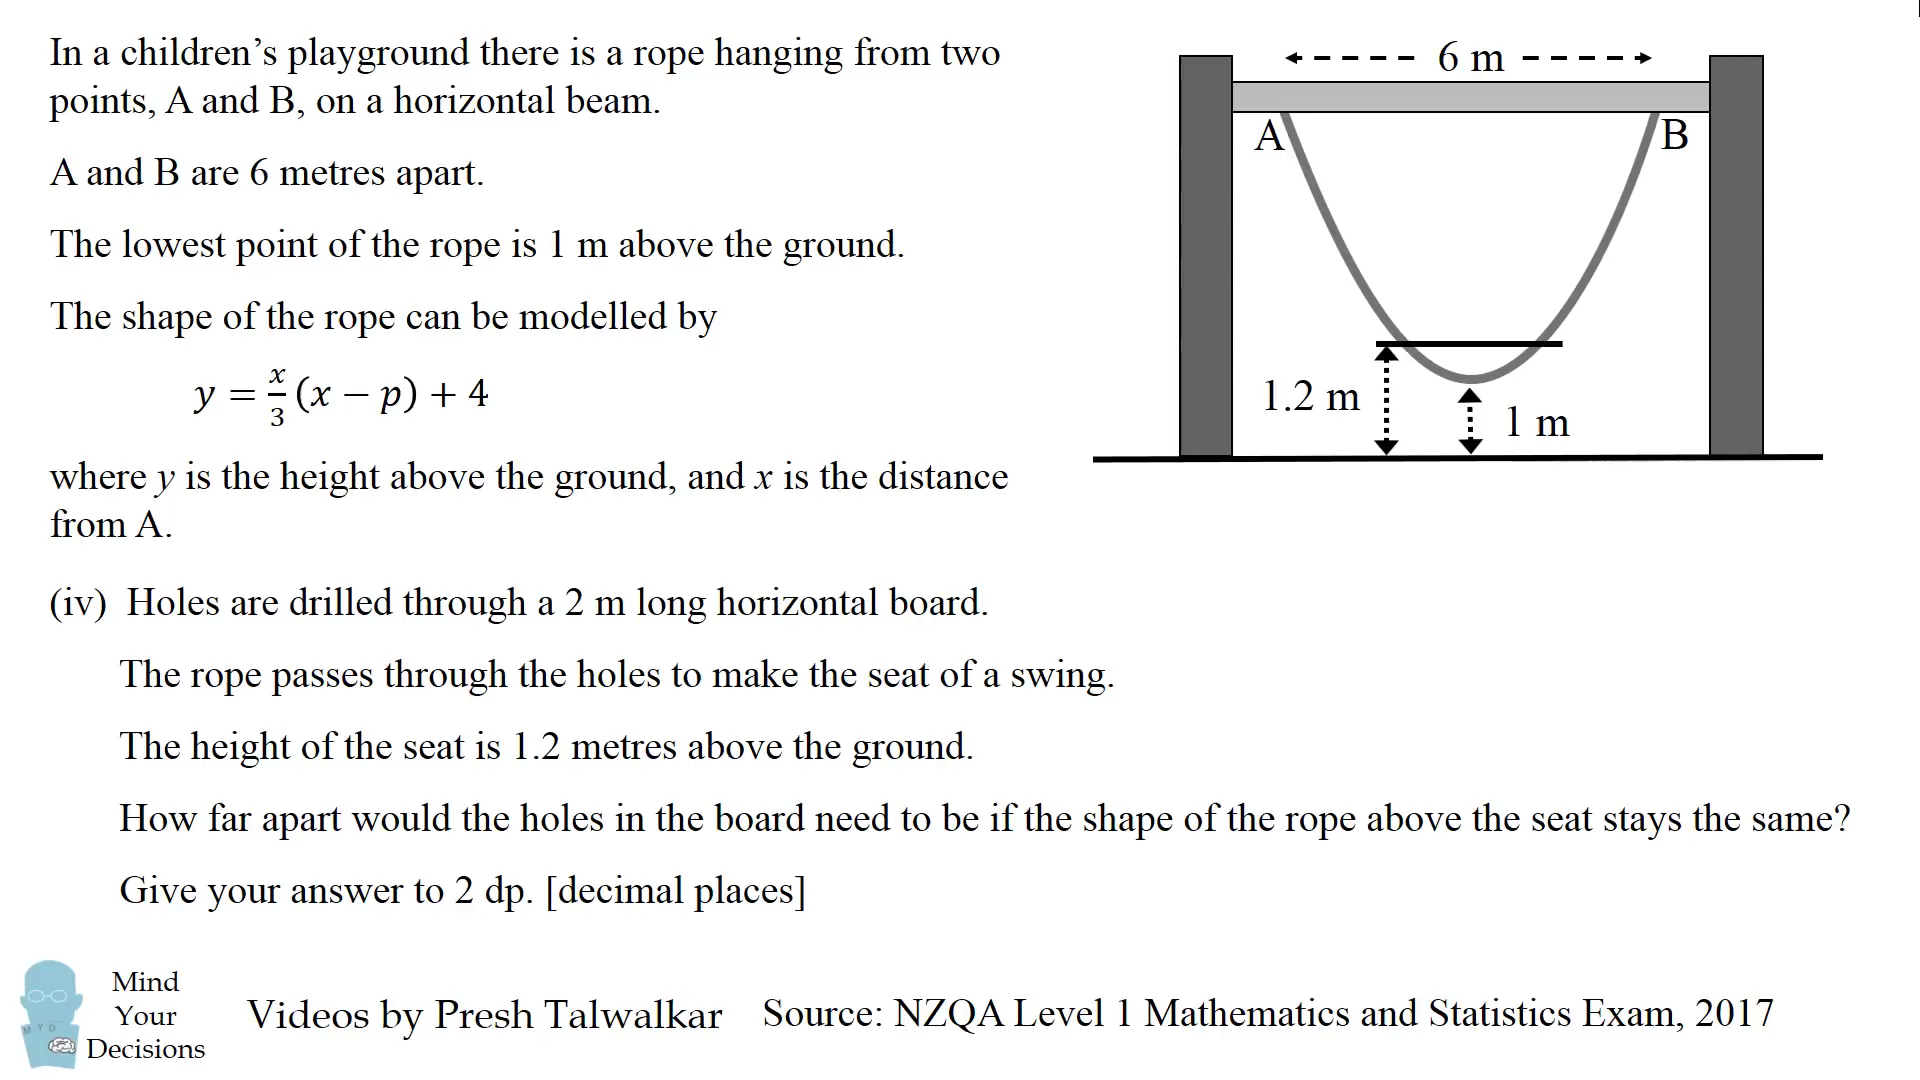 In a children's playground there is a rope hanging from two
points, A and B, on a horizontal beam.
A and B are 6 metres apart.
The lowest point of the rope is 1 m above the ground.
The shape of the rope can be modelled by
y = x/3 (x − p) + 4
where y is the height above the ground, and x is the distance
from A.
6 m
A
B
1.2 m
1 m
(iv) Holes are drilled through a 2 m long horizontal board.
The rope passes through the holes to make the seat of a swing.
The height of the seat is 1.2 metres above the ground.
How far apart would the holes in the board need to be if the shape of the rope above the seat stays the same?
Give your answer to 2 dp. [decimal places]
M Y D
Mind
Your
Decisions
Videos by Presh Talwalkar
Source: NZQA Level 1 Mathematics and Statistics Exam, 2017